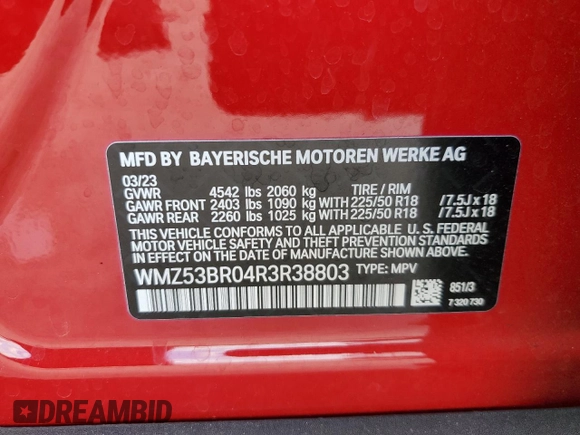 MFD BY BAYERISCHE MOTOREN WERKE AG
03/23
GVWR 4542 lbs 2060 kg TIRE / RIM
GAWR FRONT 2403 lbs 1090 kg WITH 225/50 R18 /7.5J x 18
GAWR REAR 2260 lbs 1025 kg WITH 225/50 R18 /7.5J x 18
THIS VEHICLE CONFORMS TO ALL APPLICABLE U.S. FEDERAL
MOTOR VEHICLE SAFETY AND THEFT PREVENTION STANDARDS
IN EFFECT ON THE DATE OF MANUFACTURE SHOWN ABOVE.
WMZ53BR04R3R38803 TYPE: MPV
851/3
7 320 730
DREAMBID